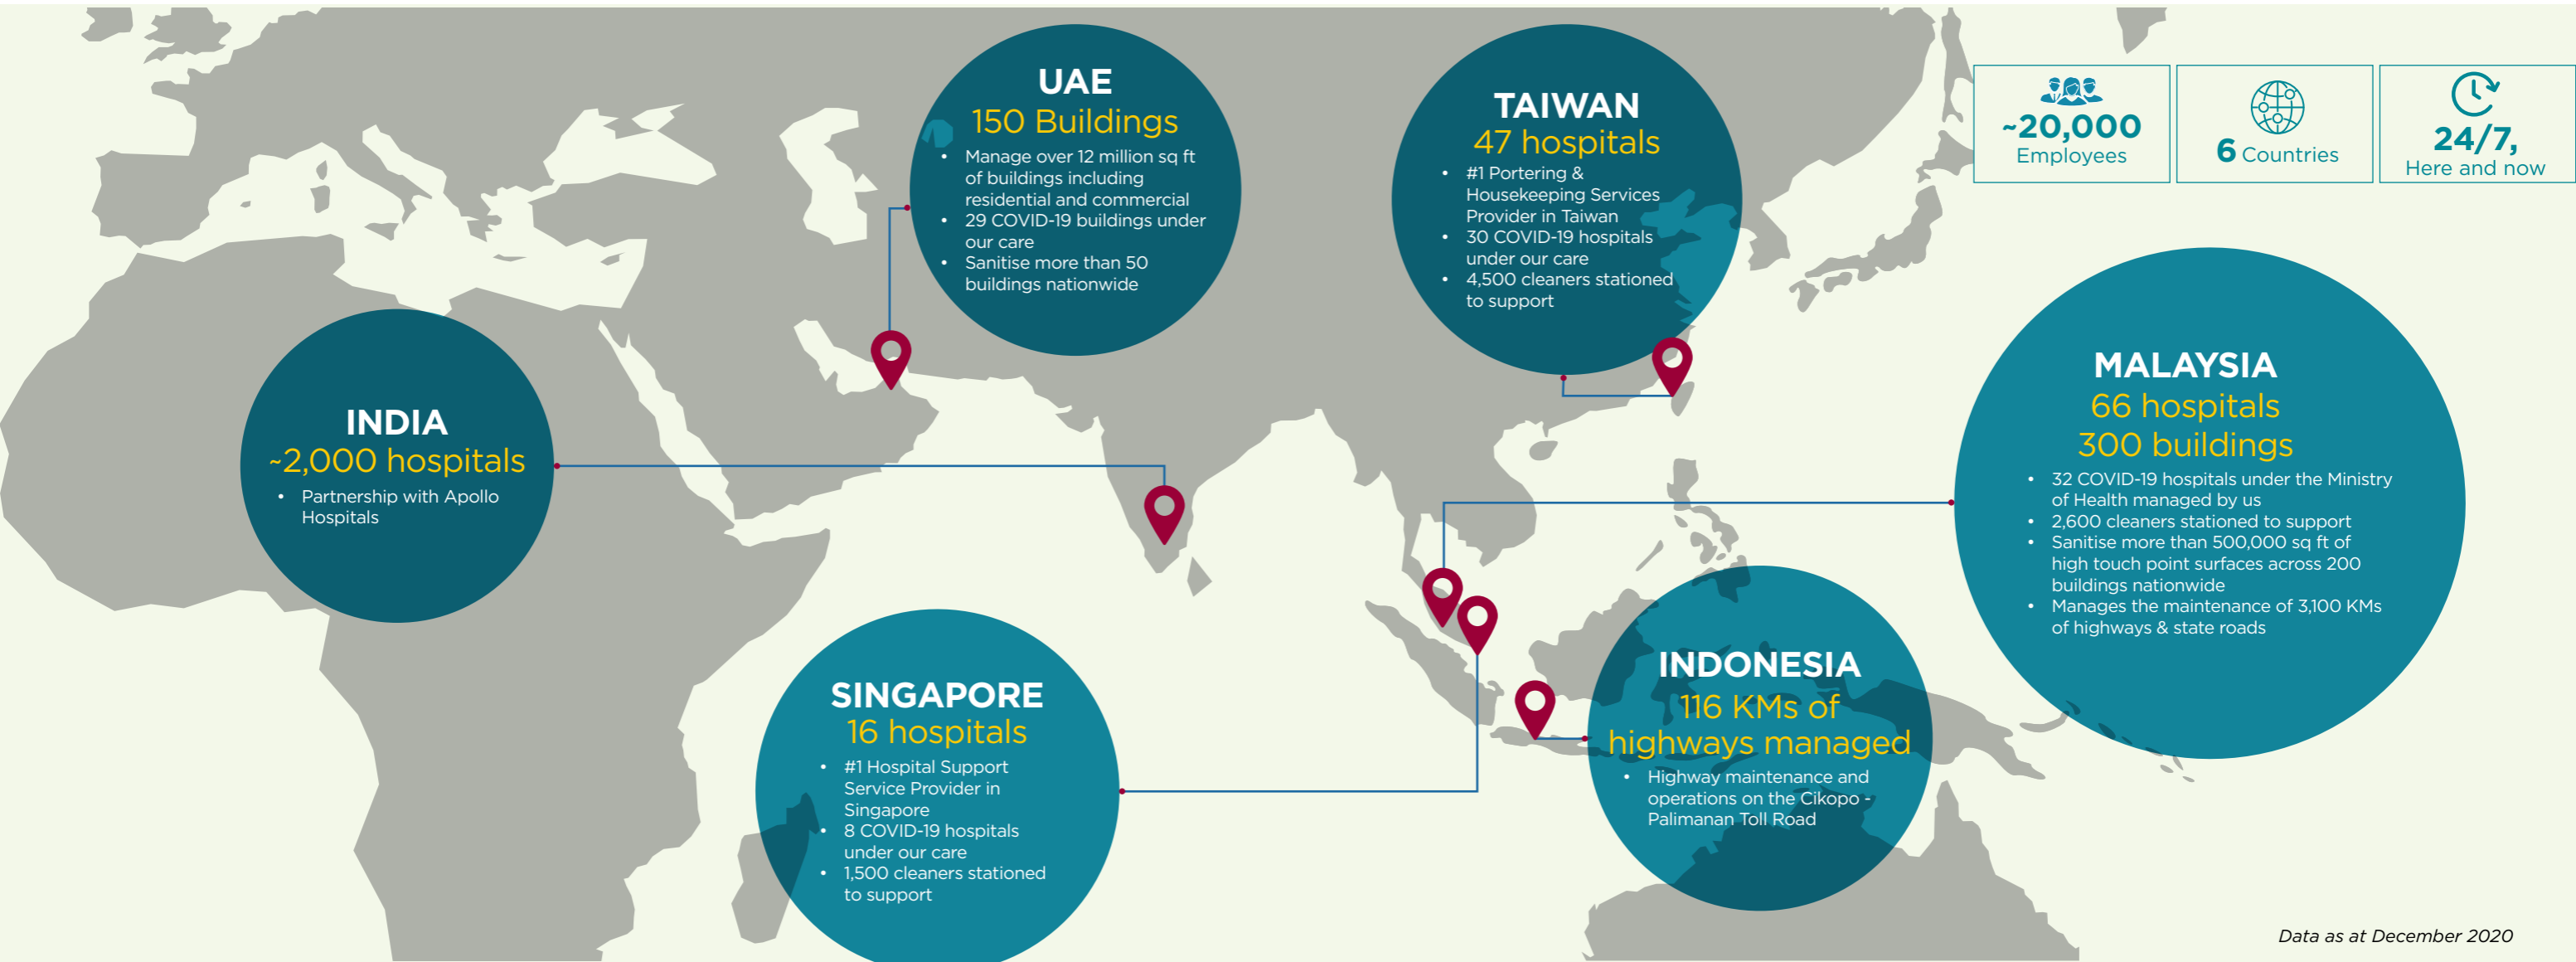 UAE
150 Buildings
• Manage over 12 million sq ft
of buildings including
residential and commercial
• 29 COVID-19 buildings under
our care
• Sanitise more than 50
buildings nationwide
TAIWAN
47 hospitals
• #1 Portering &
Housekeeping Services
Provider in Taiwan
• 30 COVID-19 hospitals
under our care
• 4,500 cleaners stationed
to support
~20,000
Employees
6 Countries
24/7,
Here and now
INDIA
~2,000 hospitals
• Partnership with Apollo
Hospitals
MALAYSIA
66 hospitals
300 buildings
• 32 COVID-19 hospitals under the Ministry
of Health managed by us
• 2,600 cleaners stationed to support
• Sanitise more than 500,000 sq ft of
high touch point surfaces across 200
buildings nationwide
• Manages the maintenance of 3,100 KMs
of highways & state roads
SINGAPORE
16 hospitals
• #1 Hospital Support
Service Provider in
Singapore
• 8 COVID-19 hospitals
under our care
• 1,500 cleaners stationed
to support
INDONESIA
116 KMs of
highways managed
• Highway maintenance and
operations on the Cikopo -
Palimanan Toll Road
Data as at December 2020